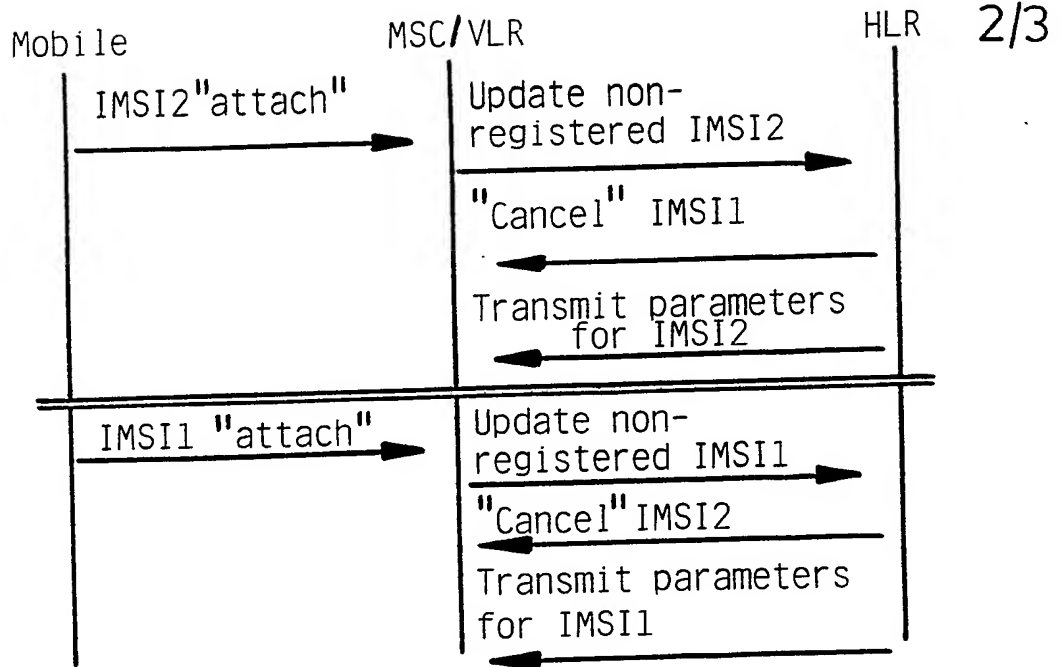 Mobile MSC/VLR HLR 2/3
IMSI2"attach"
Update non-
registered IMSI2
"Cancel" IMSI1
Transmit parameters
for IMSI2
IMSI1 "attach"
Update non-
registered IMSI1
"Cancel"IMSI2
Transmit parameters
for IMSI1